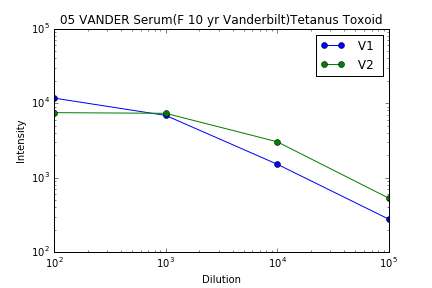 05 VANDER Serum(F 10 yr Vanderbilt)Tetanus Toxoid
V1
V2
Intensity
10^5
10^4
10^3
10^2
10^2 10^3 10^4 10^5
Dilution